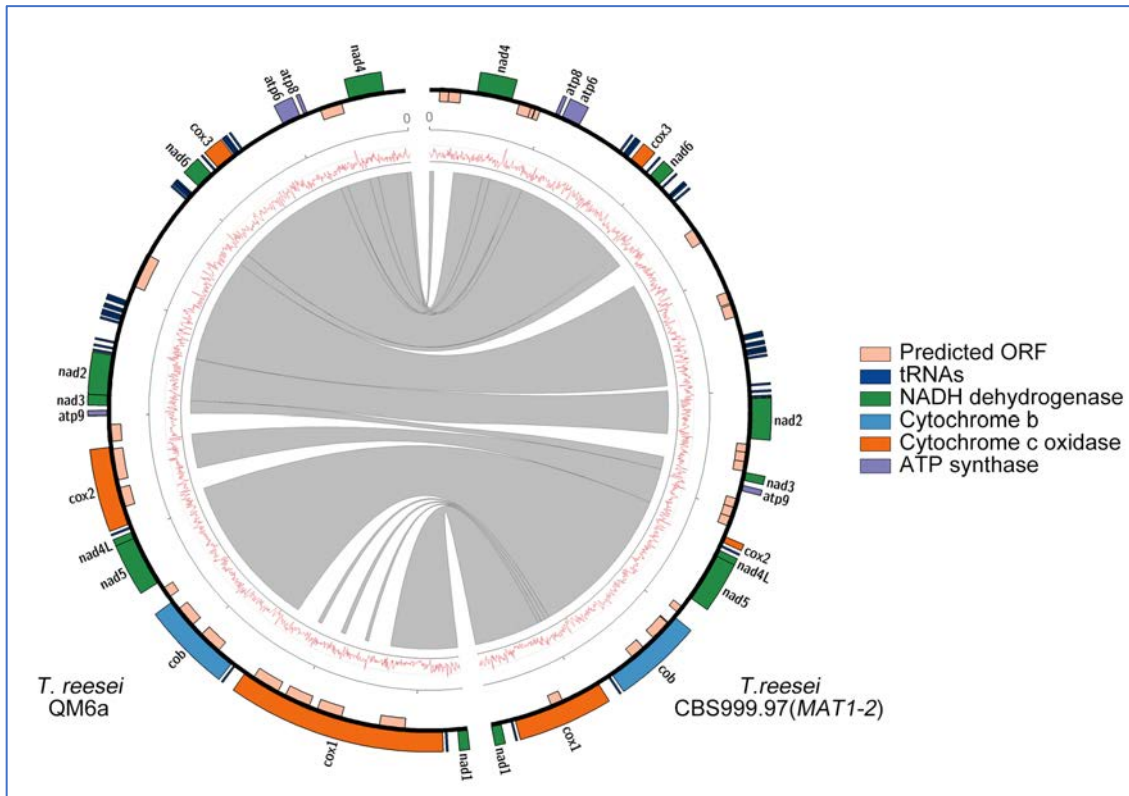 nad4
atp8
atp6
cox3
nad6
nad2
nad3
atp9
cox2
nad4L
nad5
cob
cox1
nad1
0
0
nad4
atp8
atp6
cox3
nad6
nad2
nad3
atp9
cox2
nad4L
nad5
cob
cox1
nad1
T. reesei
QM6a
T.reesei
CBS999.97(MAT1-2)
Predicted ORF
tRNAs
NADH dehydrogenase
Cytochrome b
Cytochrome c oxidase
ATP synthase